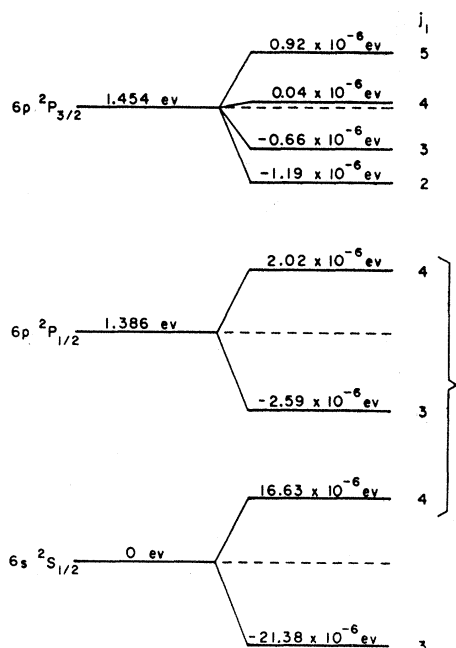 j₁
0.92 x 10⁻⁶ ev 5
6p ²P₃/₂ 1.454 ev 0.04 x 10⁻⁶ ev 4
-0.66 x 10⁻⁶ ev 3
-1.19 x 10⁻⁶ ev 2
2.02 x 10⁻⁶ ev 4
6p ²P₁/₂ 1.386 ev
-2.59 x 10⁻⁶ ev 3
16.63 x 10⁻⁶ ev 4
6s ²S₁/₂ 0 ev
-21.38 x 10⁻⁶ ev 3